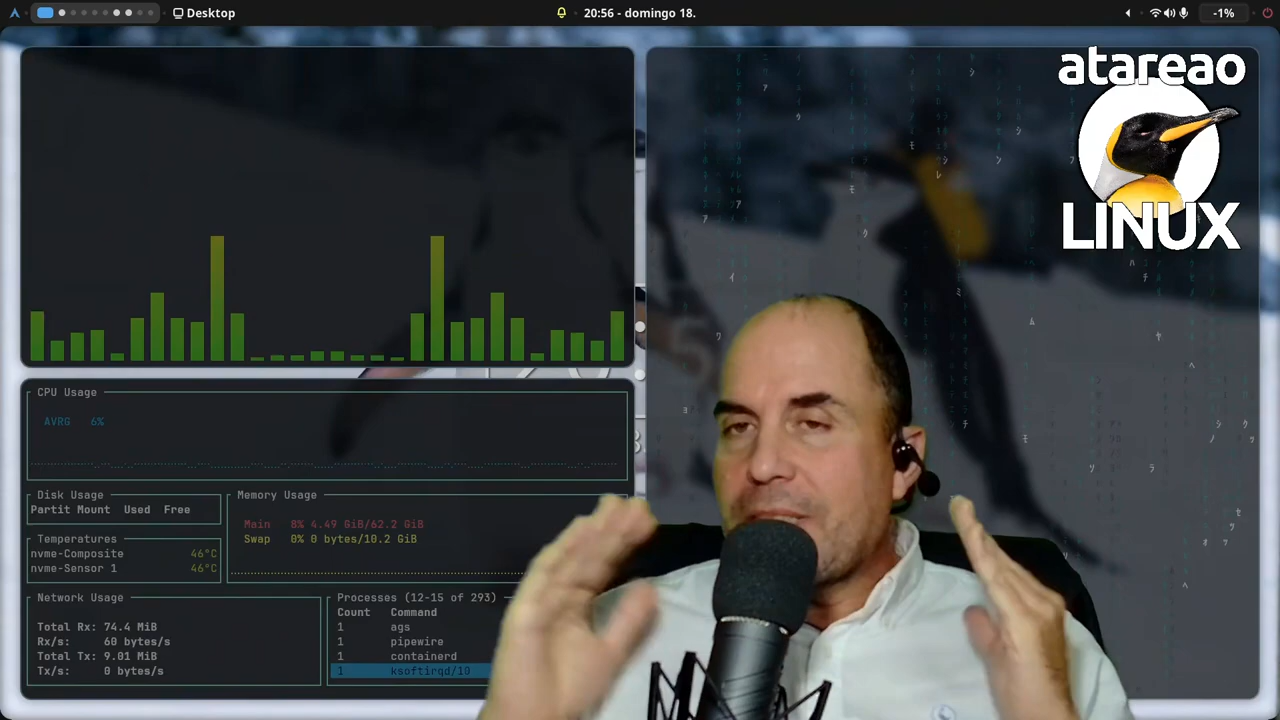 Desktop
20:56 - domingo 18.
-1%
atareao
LINUX
CPU Usage
AVRG 6%
Disk Usage
Partit Mount Used Free
Temperatures
nvme-Composite 46°C
nvme-Sensor 1 46°C
Memory Usage
Main 8% 4.49 GiB/62.2 GiB
Swap 0% 0 bytes/10.2 GiB
Network Usage
Total Rx: 74.4 MiB
Rx/s: 60 bytes/s
Total Tx: 9.01 MiB
Tx/s: 0 bytes/s
Processes (12-15 of 293)
Count Command
1 ags
1 pipewire
1 containerd
1 ksoftirqd/10